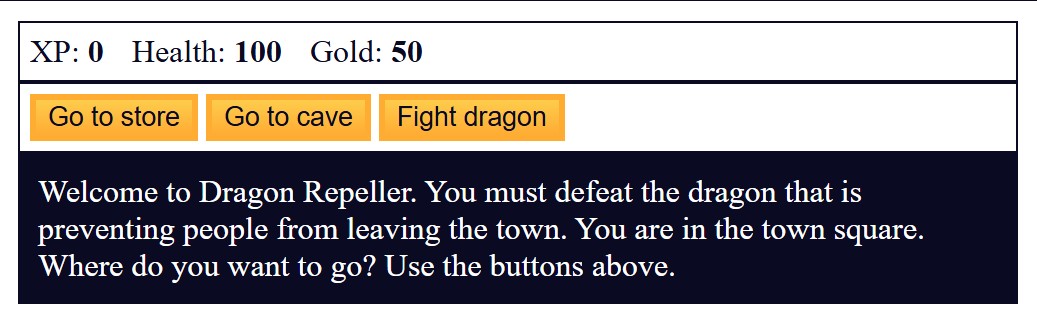 XP: 0 Health: 100 Gold: 50
Go to store Go to cave Fight dragon
Welcome to Dragon Repeller. You must defeat the dragon that is
preventing people from leaving the town. You are in the town square.
Where do you want to go? Use the buttons above.